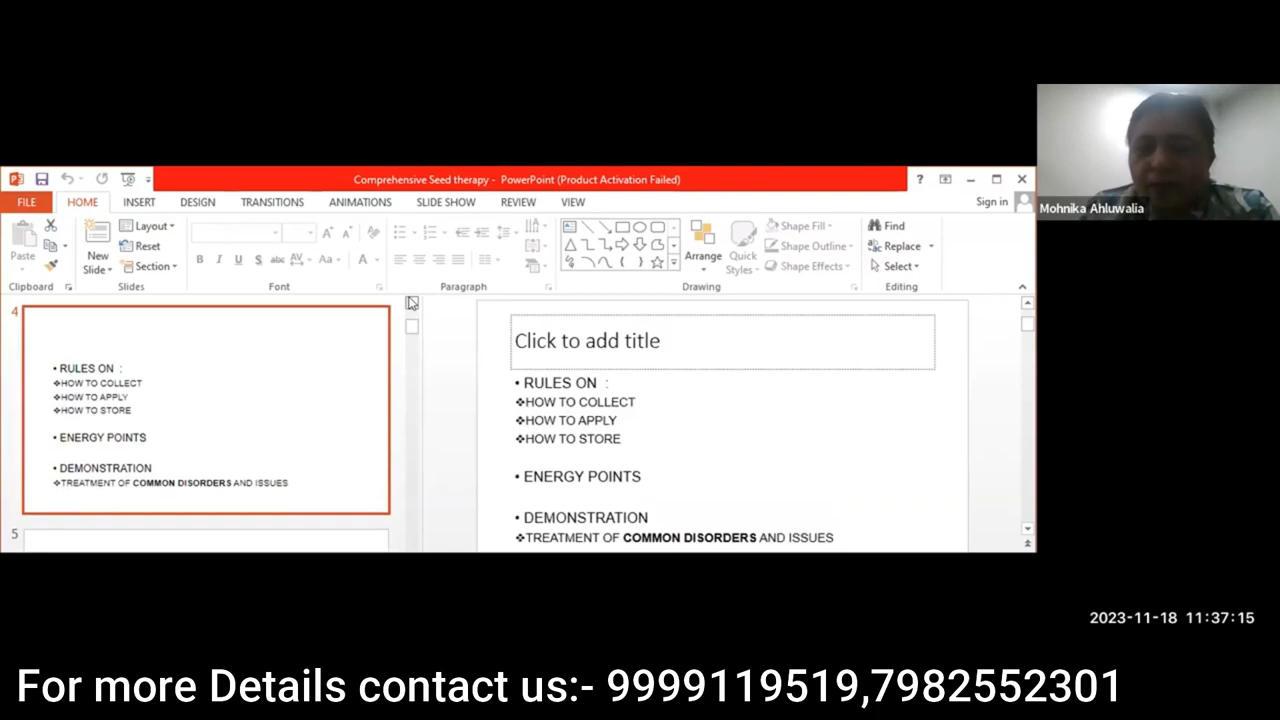 Comprehensive Seed therapy - PowerPoint (Product Activation Failed)
?
FILE HOME INSERT DESIGN TRANSITIONS ANIMATIONS SLIDE SHOW REVIEW VIEW Sign in
Paste
New
Slide
Layout
Reset
Section
B I U S abc AV Aa A
Shape Fill
Shape Outline
Shape Effects
Arrange
Quick
Styles
Find
Replace
Select
Clipboard Slides Font Paragraph Drawing Editing
4
• RULES ON :
❖HOW TO COLLECT
❖HOW TO APPLY
❖HOW TO STORE
• ENERGY POINTS
• DEMONSTRATION
❖TREATMENT OF COMMON DISORDERS AND ISSUES
5
Click to add title
• RULES ON :
❖HOW TO COLLECT
❖HOW TO APPLY
❖HOW TO STORE
• ENERGY POINTS
• DEMONSTRATION
❖TREATMENT OF COMMON DISORDERS AND ISSUES
Mohnika Ahluwalia
2023-11-18 11:37:15
For more Details contact us:- 9999119519,7982552301